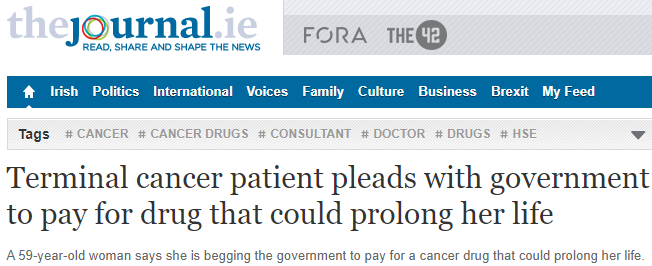 thejournal.ie
READ, SHARE AND SHAPE THE NEWS
FORA THE 42
Irish Politics International Voices Family Culture Business Brexit My Feed
Tags # CANCER # CANCER DRUGS # CONSULTANT # DOCTOR # DRUGS # HSE
Terminal cancer patient pleads with government
to pay for drug that could prolong her life
A 59-year-old woman says she is begging the government to pay for a cancer drug that could prolong her life.